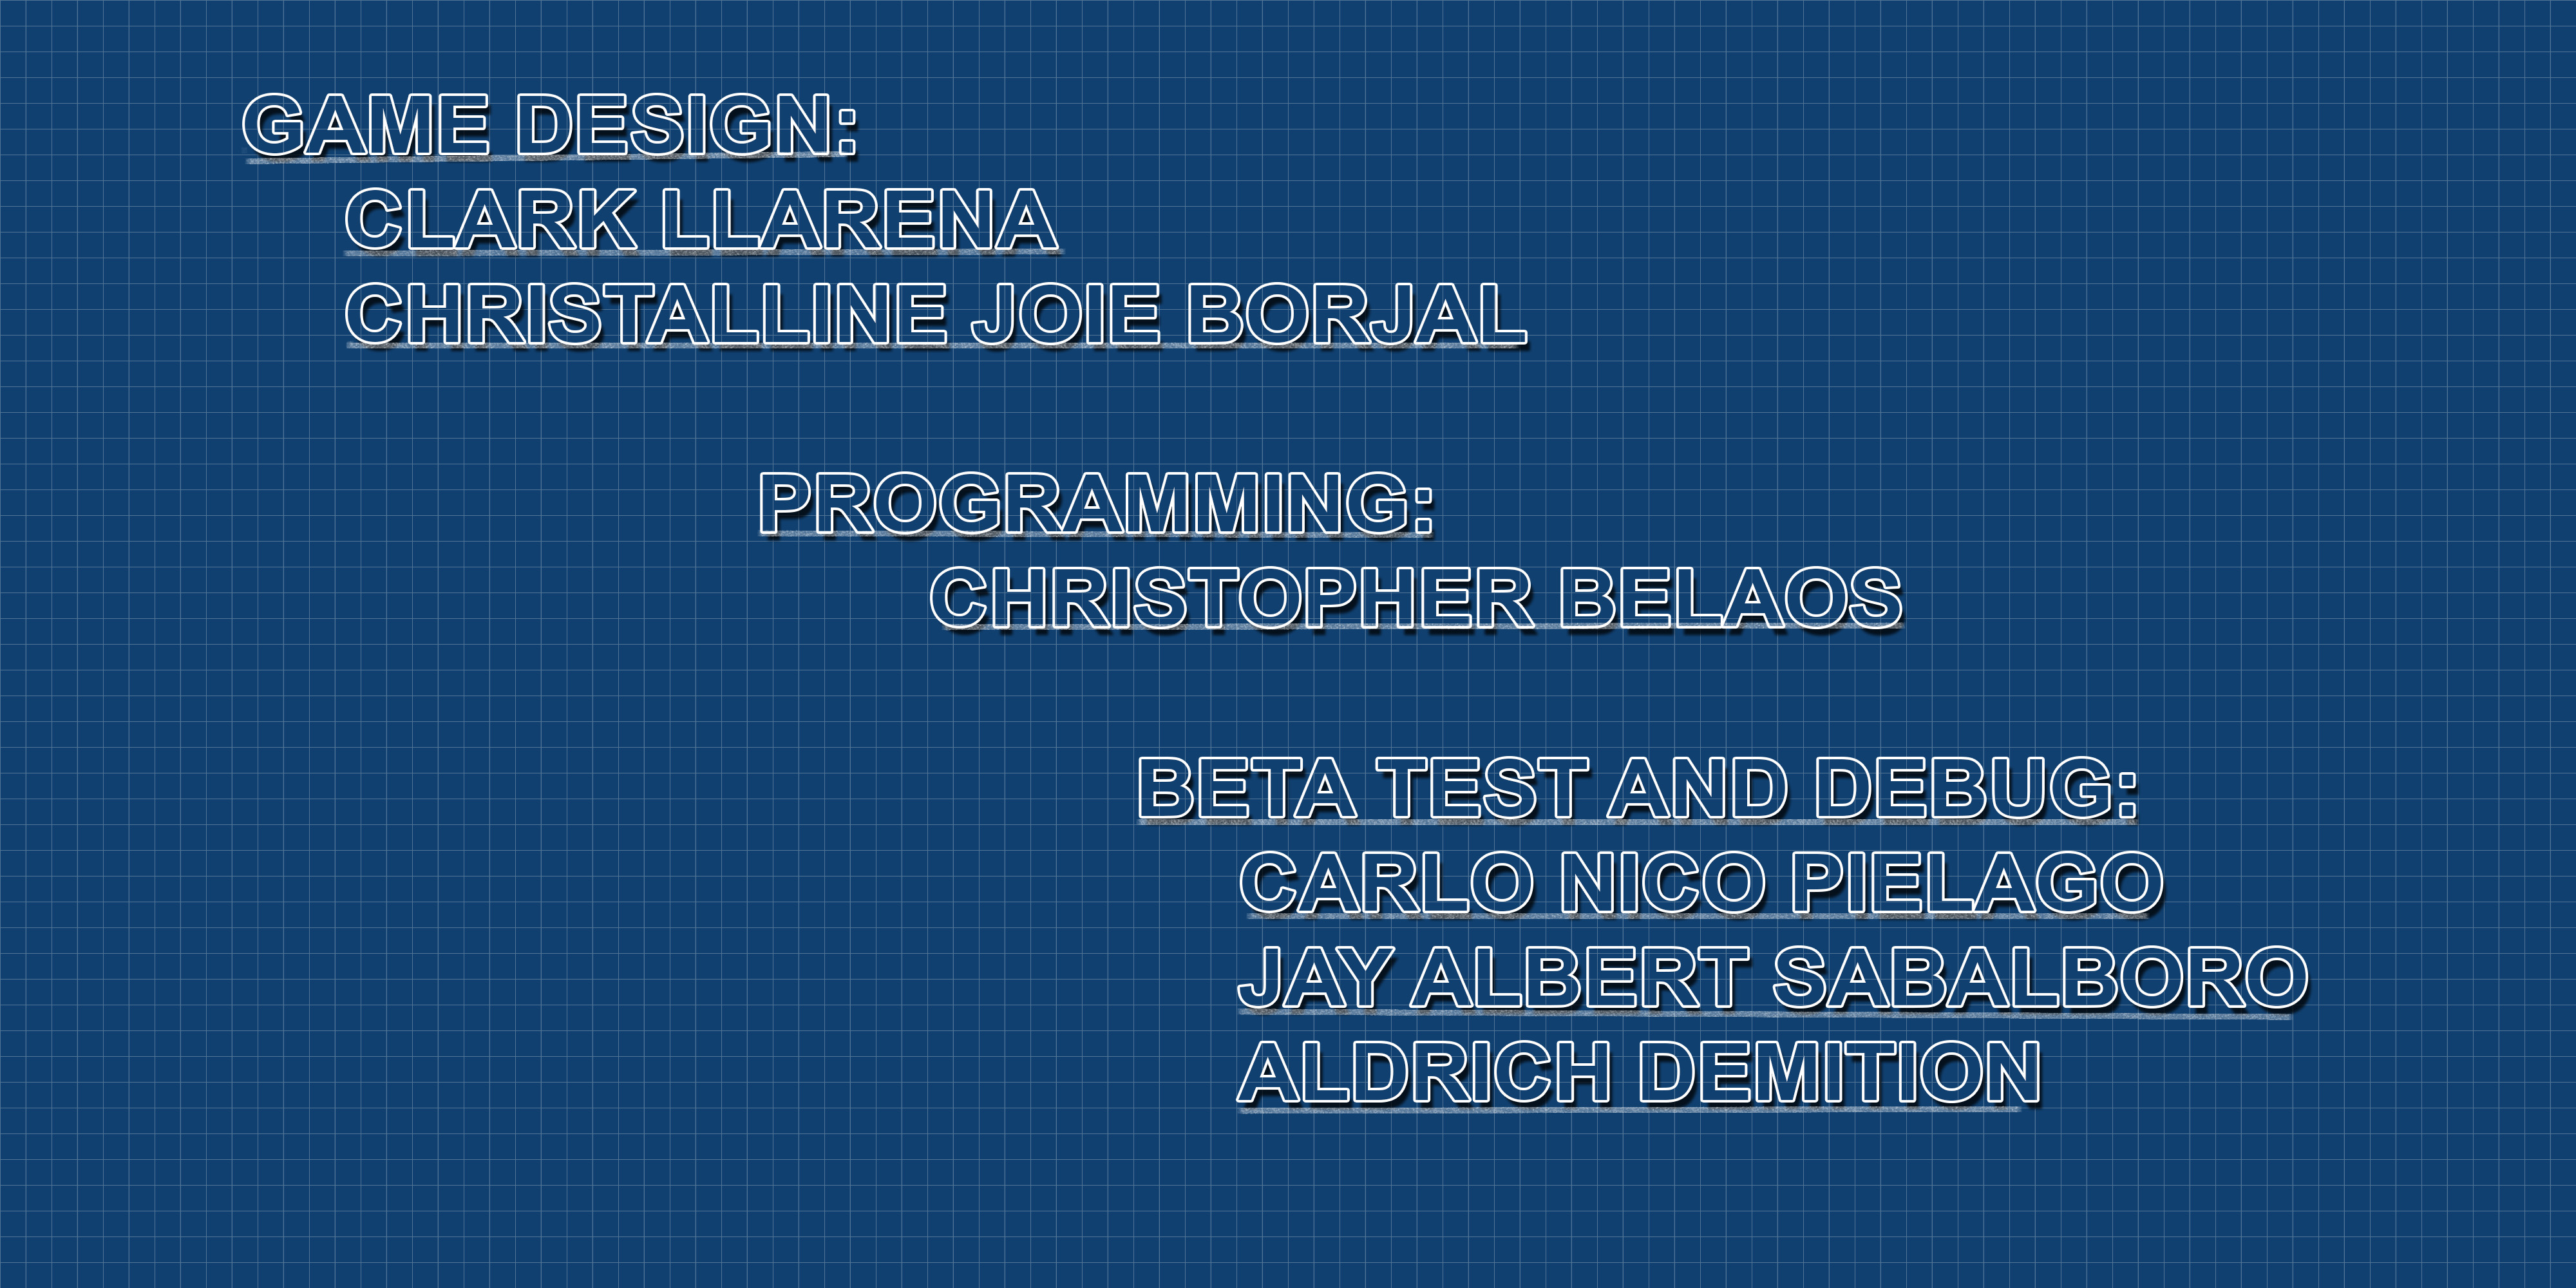 GAME DESIGN:
CLARK LLARENA
CHRISTALLINE JOIE BORJAL
PROGRAMMING:
CHRISTOPHER BELAOS
BETA TEST AND DEBUG:
CARLO NICO PIELAGO
JAY ALBERT SABALBORO
ALDRICH DEMITION